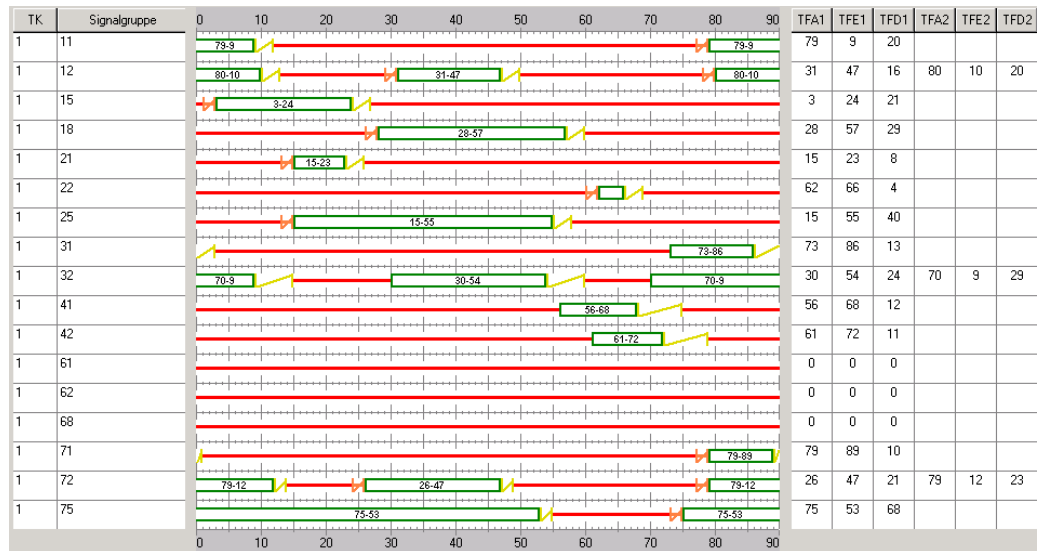 TK Signalgruppe 0 10 20 30 40 50 60 70 80 90 TFA1 TFE1 TFD1 TFA2 TFE2 TFD2
1 11 79-9 79-9 79 9 20
1 12 80-10 31-47 80-10 31 47 16 80 10 20
1 15 3-24 3 24 21
1 18 28-57 28 57 29
1 21 15-23 15 23 8
1 22 62 66 4
1 25 15-55 15 55 40
1 31 73-86 73 86 13
1 32 70-9 30-54 70-9 30 54 24 70 9 29
1 41 56-68 56 68 12
1 42 61-72 61 72 11
1 61 0 0 0
1 62 0 0 0
1 68 0 0 0
1 71 79-89 79 89 10
1 72 79-12 26-47 79-12 26 47 21 79 12 23
1 75 75-53 75-53 75 53 68
0 10 20 30 40 50 60 70 80 90